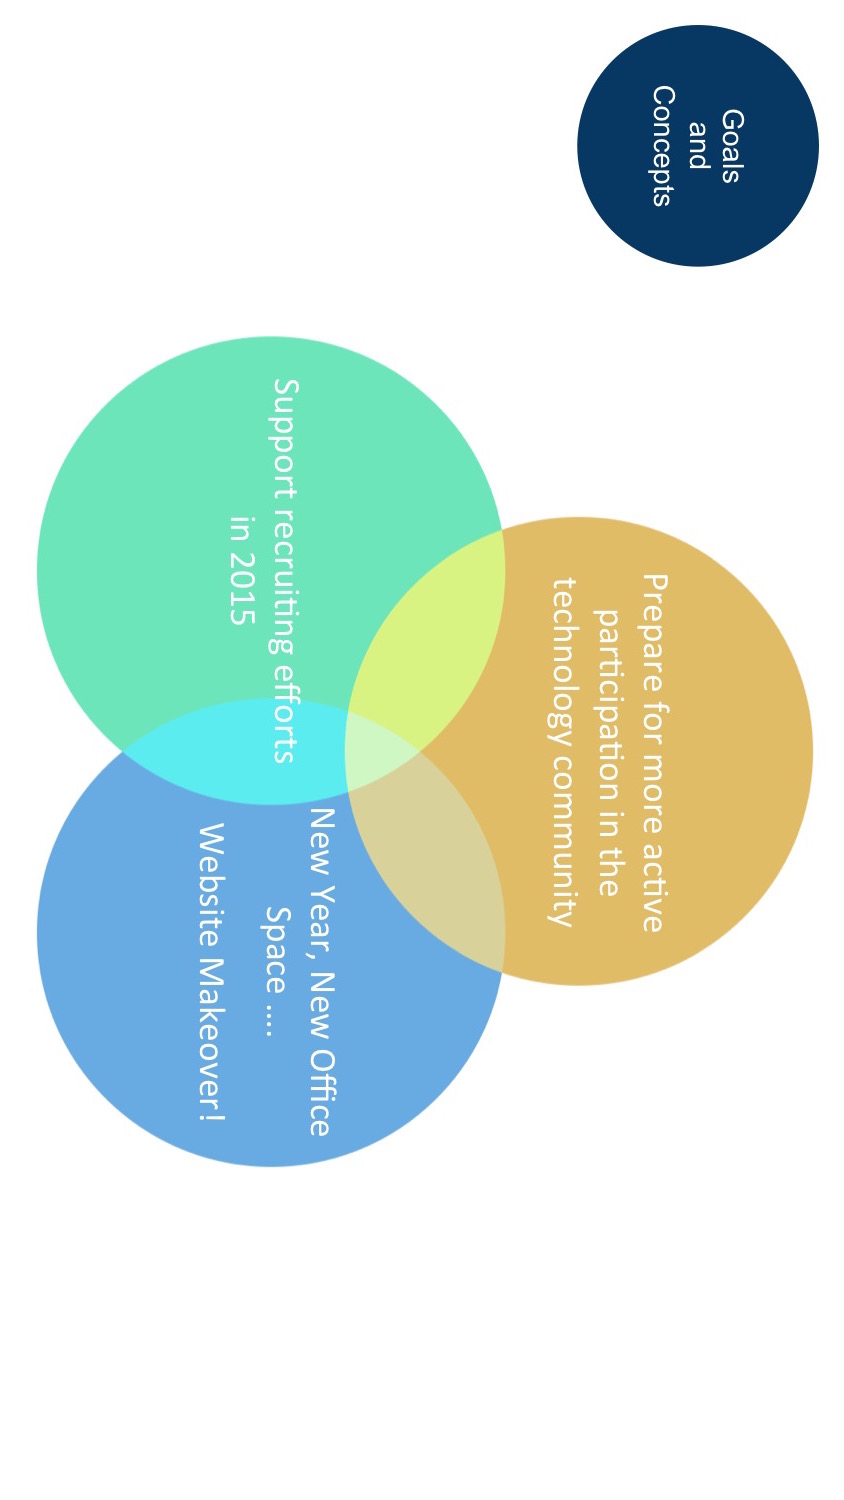 Goals
and
Concepts
Prepare for more active
participation in the
technology community
Support recruiting efforts
in 2015
New Year, New Office
Space ....
Website Makeover!